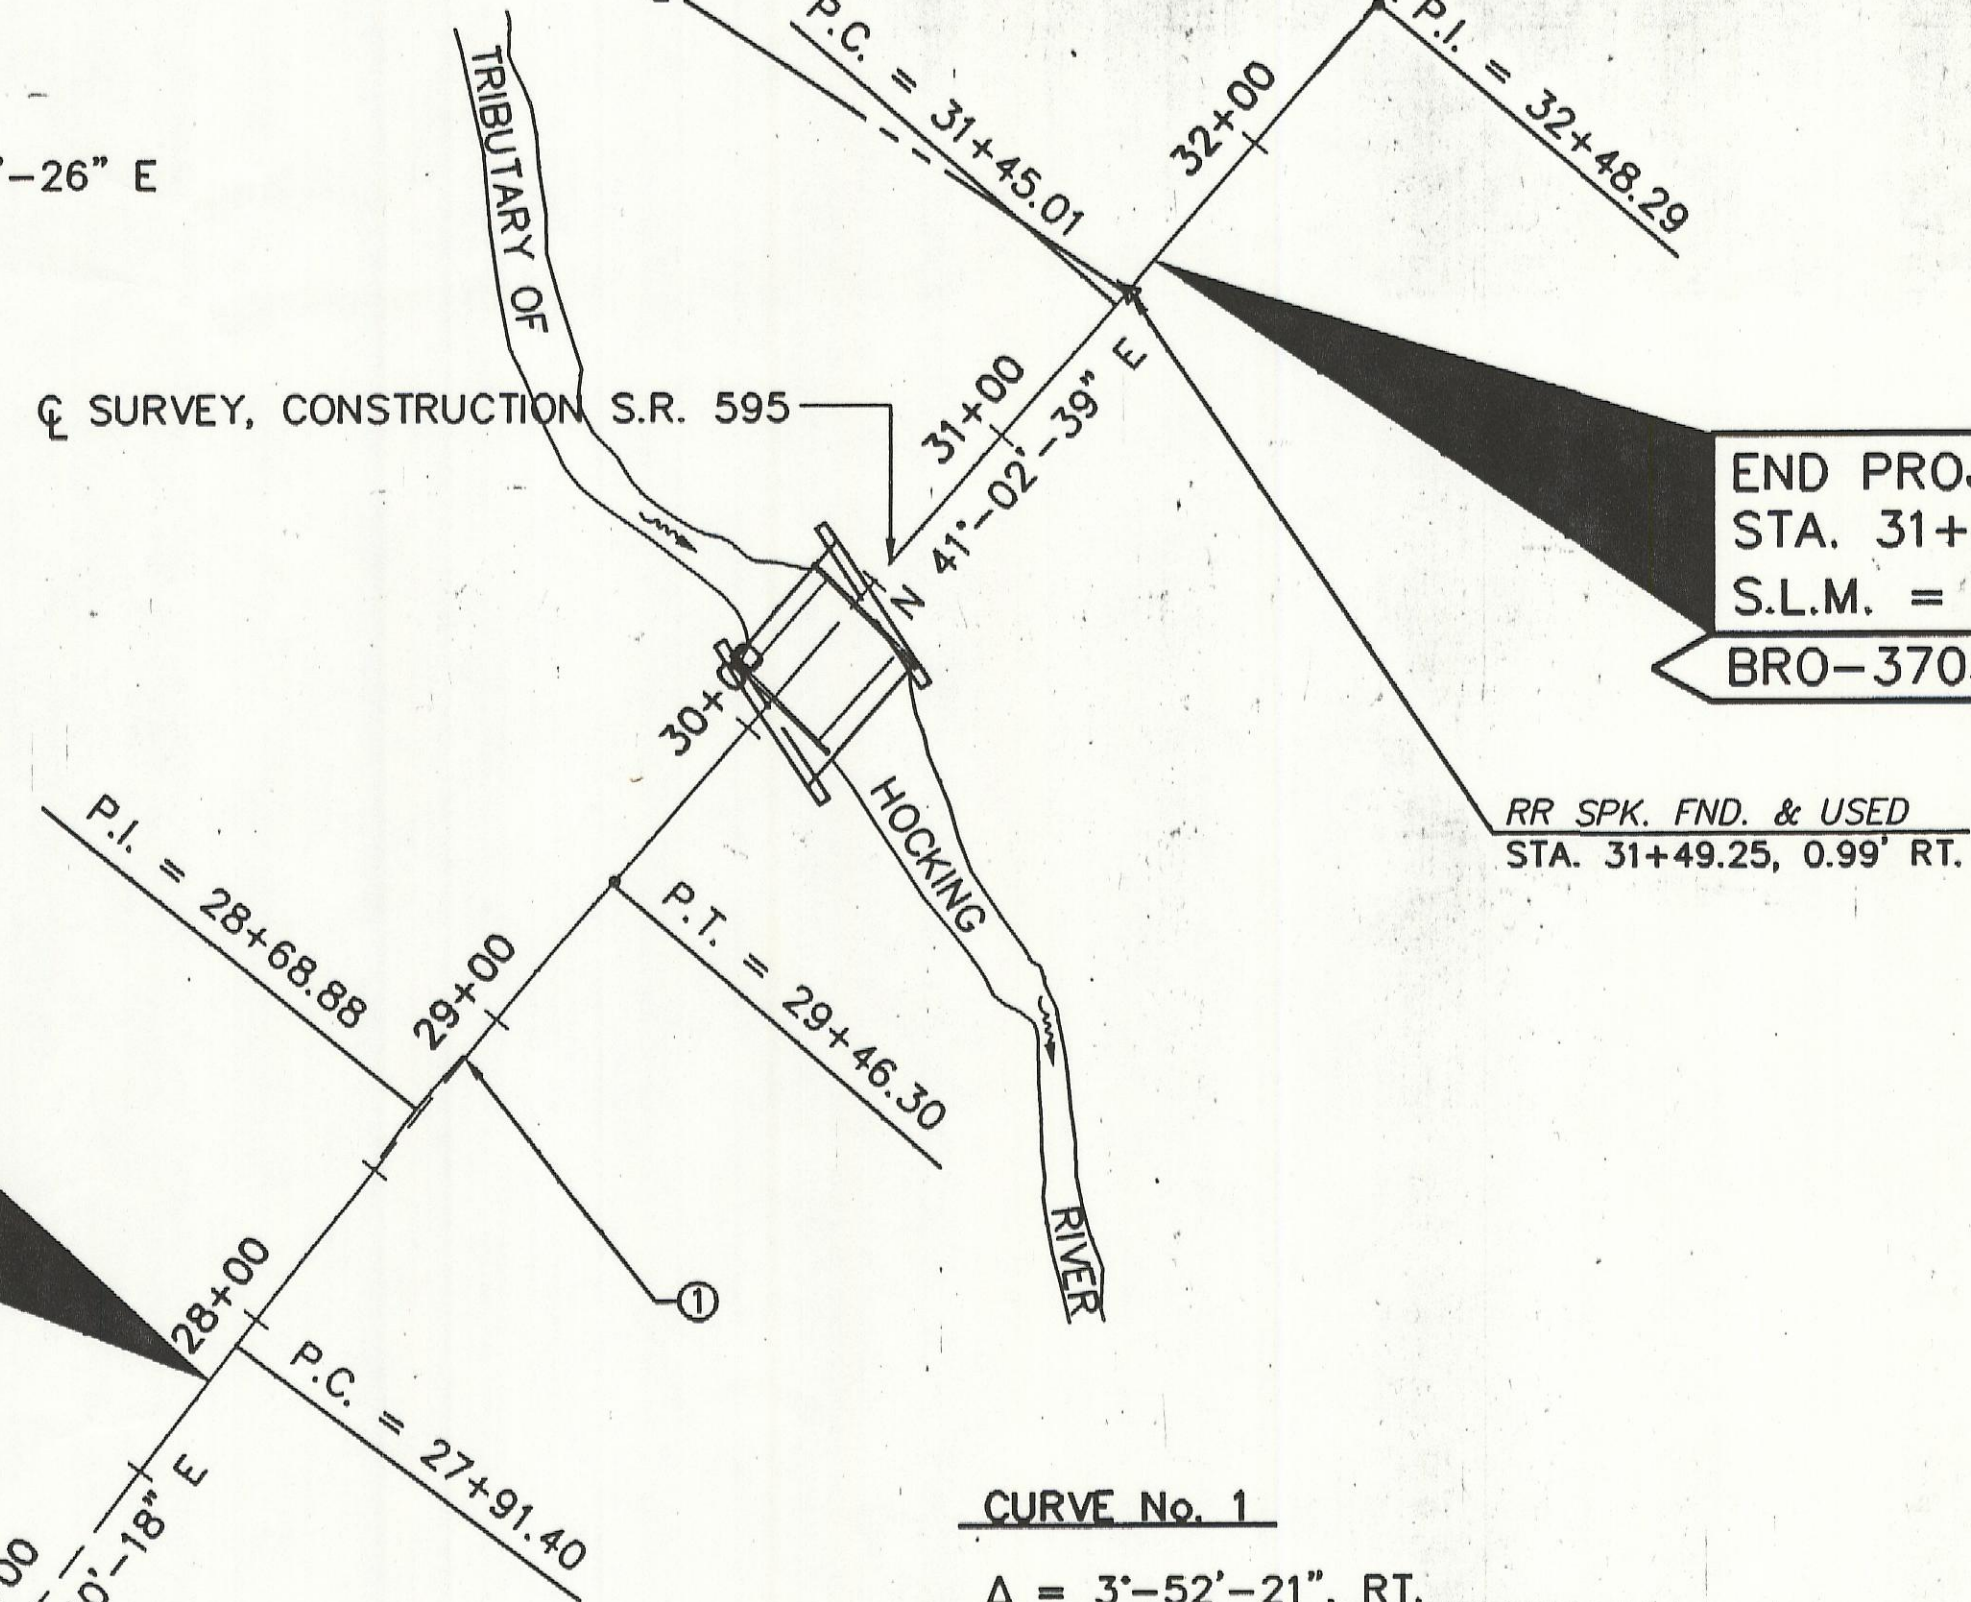 P.C. = 31+45.01
P.I. = 32+48.29
32+00
TRIBUTARY OF
'-26" E
31+00
℄ SURVEY, CONSTRUCTION S.R. 595
N 41°-02'-39" E
END PROJ
STA. 31+
S.L.M. =
BRO-370
30+
HOCKING
RR SPK. FND. & USED
STA. 31+49.25, 0.99' RT.
P.I. = 28+68.88
P.T. = 29+46.30
29+00
RIVER
1
28+00
P.C. = 27+91.40
0'-18" E
00
CURVE No. 1
Δ = 3°-52'-21", RT.